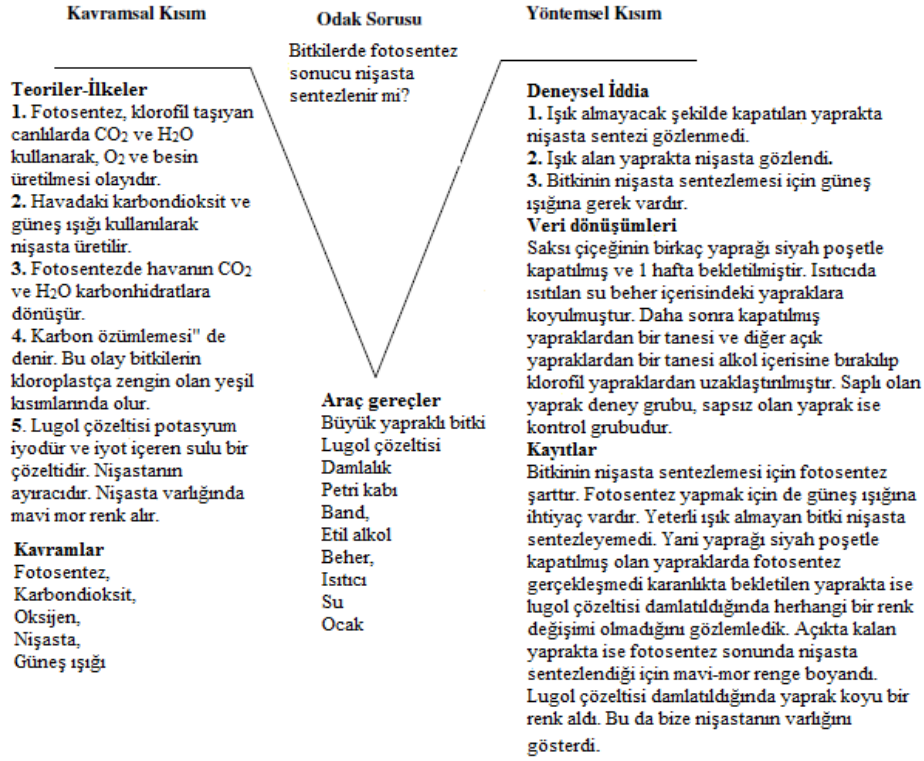 Kavramsal Kısım
Teoriler-İlkeler
1. Fotosentez, klorofil taşıyan
canlılarda CO2 ve H2O
kullanarak, O2 ve besin
üretilmesi olayıdır.
2. Havadaki karbondioksit ve
güneş ışığı kullanılarak
nişasta üretilir.
3. Fotosentezde havanın CO2
ve H2O karbonhidratlara
dönüşür.
4. Karbon özümlemesi" de
denir. Bu olay bitkilerin
kloroplastça zengin olan yeşil
kısımlarında olur.
5. Lugol çözeltisi potasyum
iyodür ve iyot içeren sulu bir
çözeltidir. Nişastanın
ayıracıdır. Nişasta varlığında
mavi mor renk alır.
Kavramlar
Fotosentez,
Karbondioksit,
Oksijen,
Nişasta,
Güneş ışığı
Odak Sorusu
Bitkilerde fotosentez
sonucu nişasta
sentezlenir mi?
Araç gereçler
Büyük yapraklı bitki
Lugol çözeltisi
Damlalık
Petri kabı
Band,
Etil alkol
Beher,
Isıtıcı
Su
Ocak
Yöntemsel Kısım
Deneysel İddia
1. Işık almayacak şekilde kapatılan yaprakta
nişasta sentezi gözlenmedi.
2. Işık alan yaprakta nişasta gözlendi.
3. Bitkinin nişasta sentezlemesi için güneş
ışığına gerek vardır.
Veri dönüşümleri
Saksı çiçeğinin birkaç yaprağı siyah poşetle
kapatılmış ve 1 hafta bekletilmiştir. Isıtıcıda
ısıtılan su beher içerisindeki yapraklara
koyulmuştur. Daha sonra kapatılmış
yapraklardan bir tanesi ve diğer açık
yapraklardan bir tanesi alkol içerisine bırakılıp
klorofil yapraklardan uzaklaştırılmıştır. Saplı olan
yaprak deney grubu, sapsız olan yaprak ise
kontrol grubudur.
Kayıtlar
Bitkinin nişasta sentezlemesi için fotosentez
şarttır. Fotosentez yapmak için de güneş ışığına
ihtiyaç vardır. Yeterli ışık almayan bitki nişasta
sentezleyemedi. Yani yaprağı siyah poşetle
kapatılmış olan yapraklarda fotosentez
gerçekleşmedi karanlıkta bekletilen yaprakta ise
lugol çözeltisi damlatıldığında herhangi bir renk
değişimi olmadığını gözlemledik. Açıkta kalan
yaprakta ise fotosentez sonunda nişasta
sentezlendiği için mavi-mor renge boyandı.
Lugol çözeltisi damlatıldığında yaprak koyu bir
renk aldı. Bu da bize nişastanın varlığını
gösterdi.